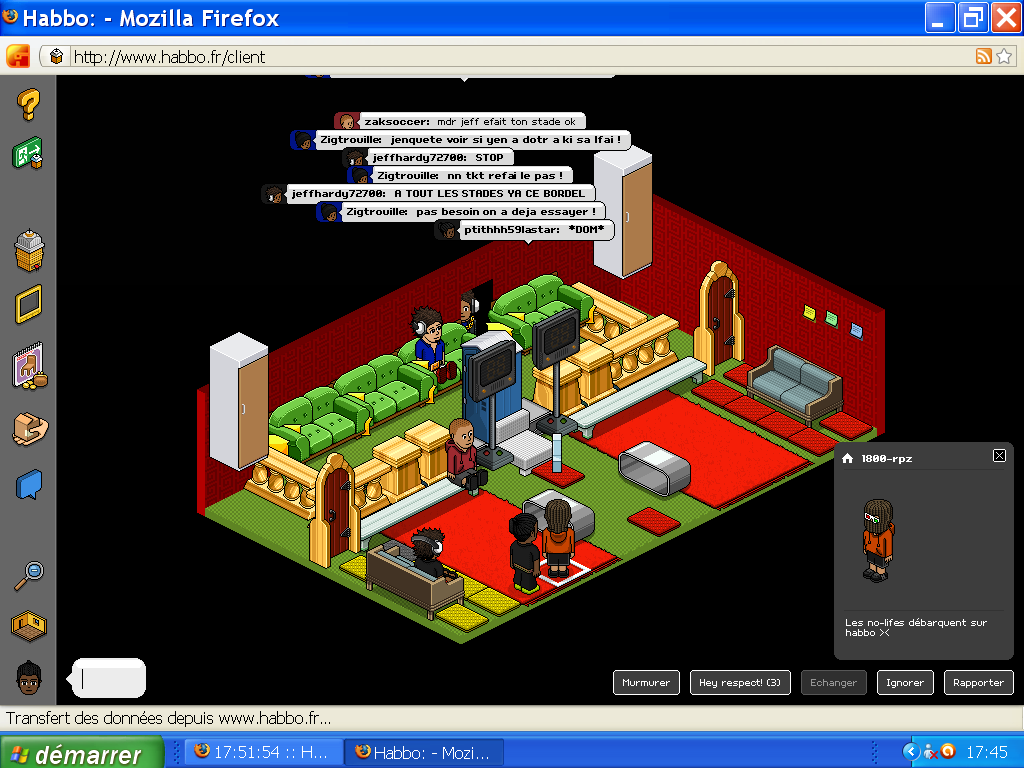 Habbo: - Mozilla Firefox
http://www.habbo.fr/client
zaksoccer: mdr jeff efait ton stade ok
Zigtrouille: jenquete voir si yen a dotr a ki sa lfai !
jeffhardy72700: STOP
Zigtrouille: nn tkt refai le pas !
jeffhardy72700: A TOUT LES STADES YA CE BORDEL
Zigtrouille: pas besoin on a deja essayer !
ptithhh59lastar: *DOM*
1800-rpz
Les no-lifes débarquent sur
habbo ><
Murmurer
Hey respect! (3)
Echanger
Ignorer
Rapporter
Transfert des données depuis www.habbo.fr...
démarrer
17:51:54 :: H...
Habbo: - Mozi...
17:45